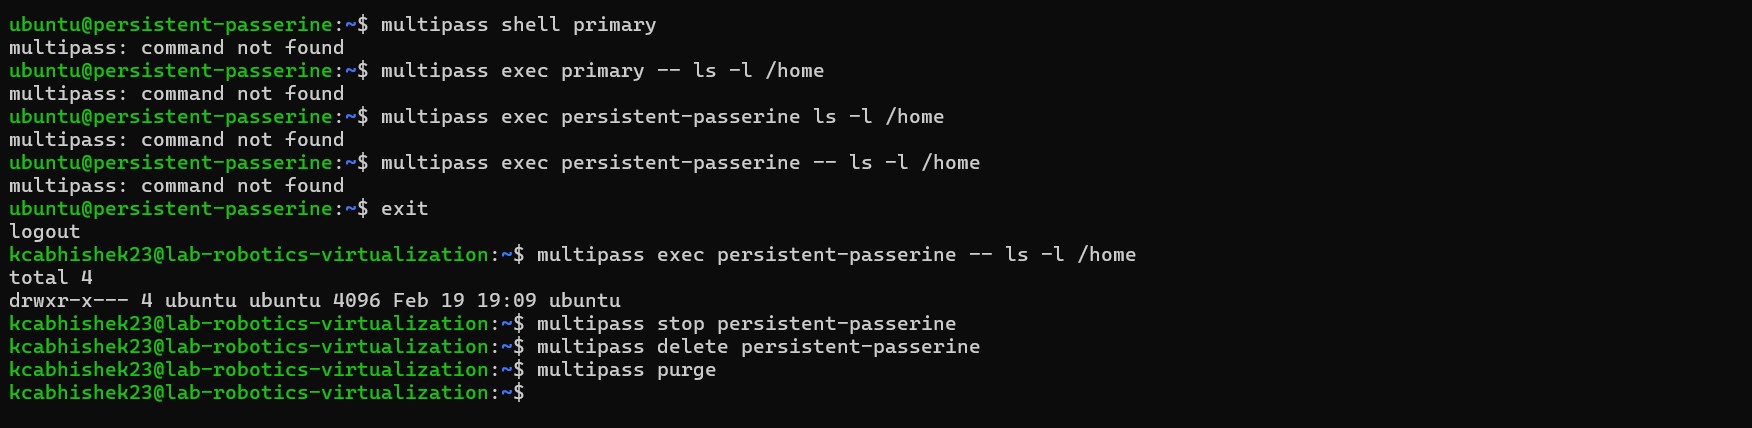 ubuntu@persistent-passerine:~$ multipass shell primary
multipass: command not found
ubuntu@persistent-passerine:~$ multipass exec primary -- ls -l /home
multipass: command not found
ubuntu@persistent-passerine:~$ multipass exec persistent-passerine ls -l /home
multipass: command not found
ubuntu@persistent-passerine:~$ multipass exec persistent-passerine -- ls -l /home
multipass: command not found
ubuntu@persistent-passerine:~$ exit
logout
kcabhishek23@lab-robotics-virtualization:~$ multipass exec persistent-passerine -- ls -l /home
total 4
drwxr-x--- 4 ubuntu ubuntu 4096 Feb 19 19:09 ubuntu
kcabhishek23@lab-robotics-virtualization:~$ multipass stop persistent-passerine
kcabhishek23@lab-robotics-virtualization:~$ multipass delete persistent-passerine
kcabhishek23@lab-robotics-virtualization:~$ multipass purge
kcabhishek23@lab-robotics-virtualization:~$